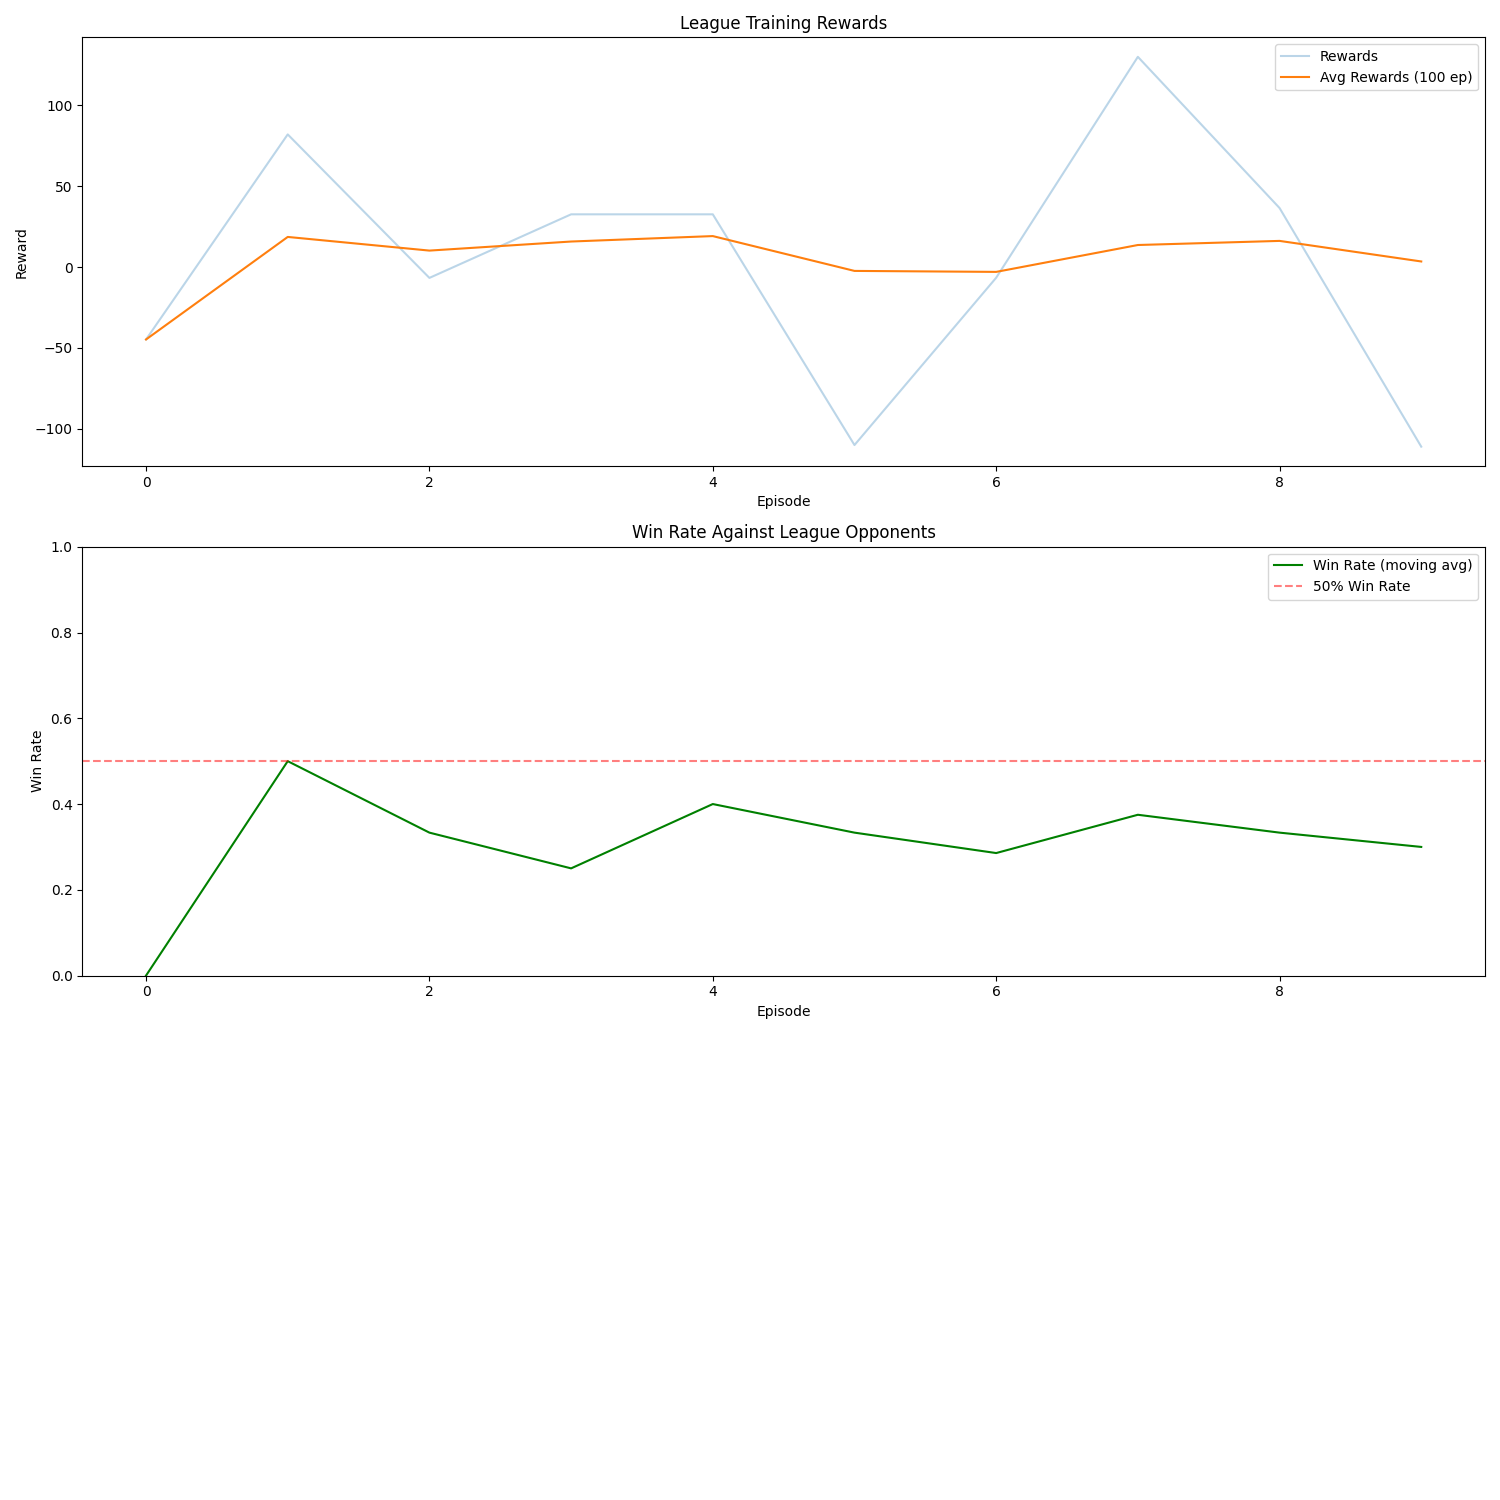 League Training Rewards
Rewards
Avg Rewards (100 ep)
Reward
100
50
0
−50
−100
0 2 4 6 8
Episode
Win Rate Against League Opponents
Win Rate (moving avg)
50% Win Rate
Win Rate
1.0
0.8
0.6
0.4
0.2
0.0
0 2 4 6 8
Episode